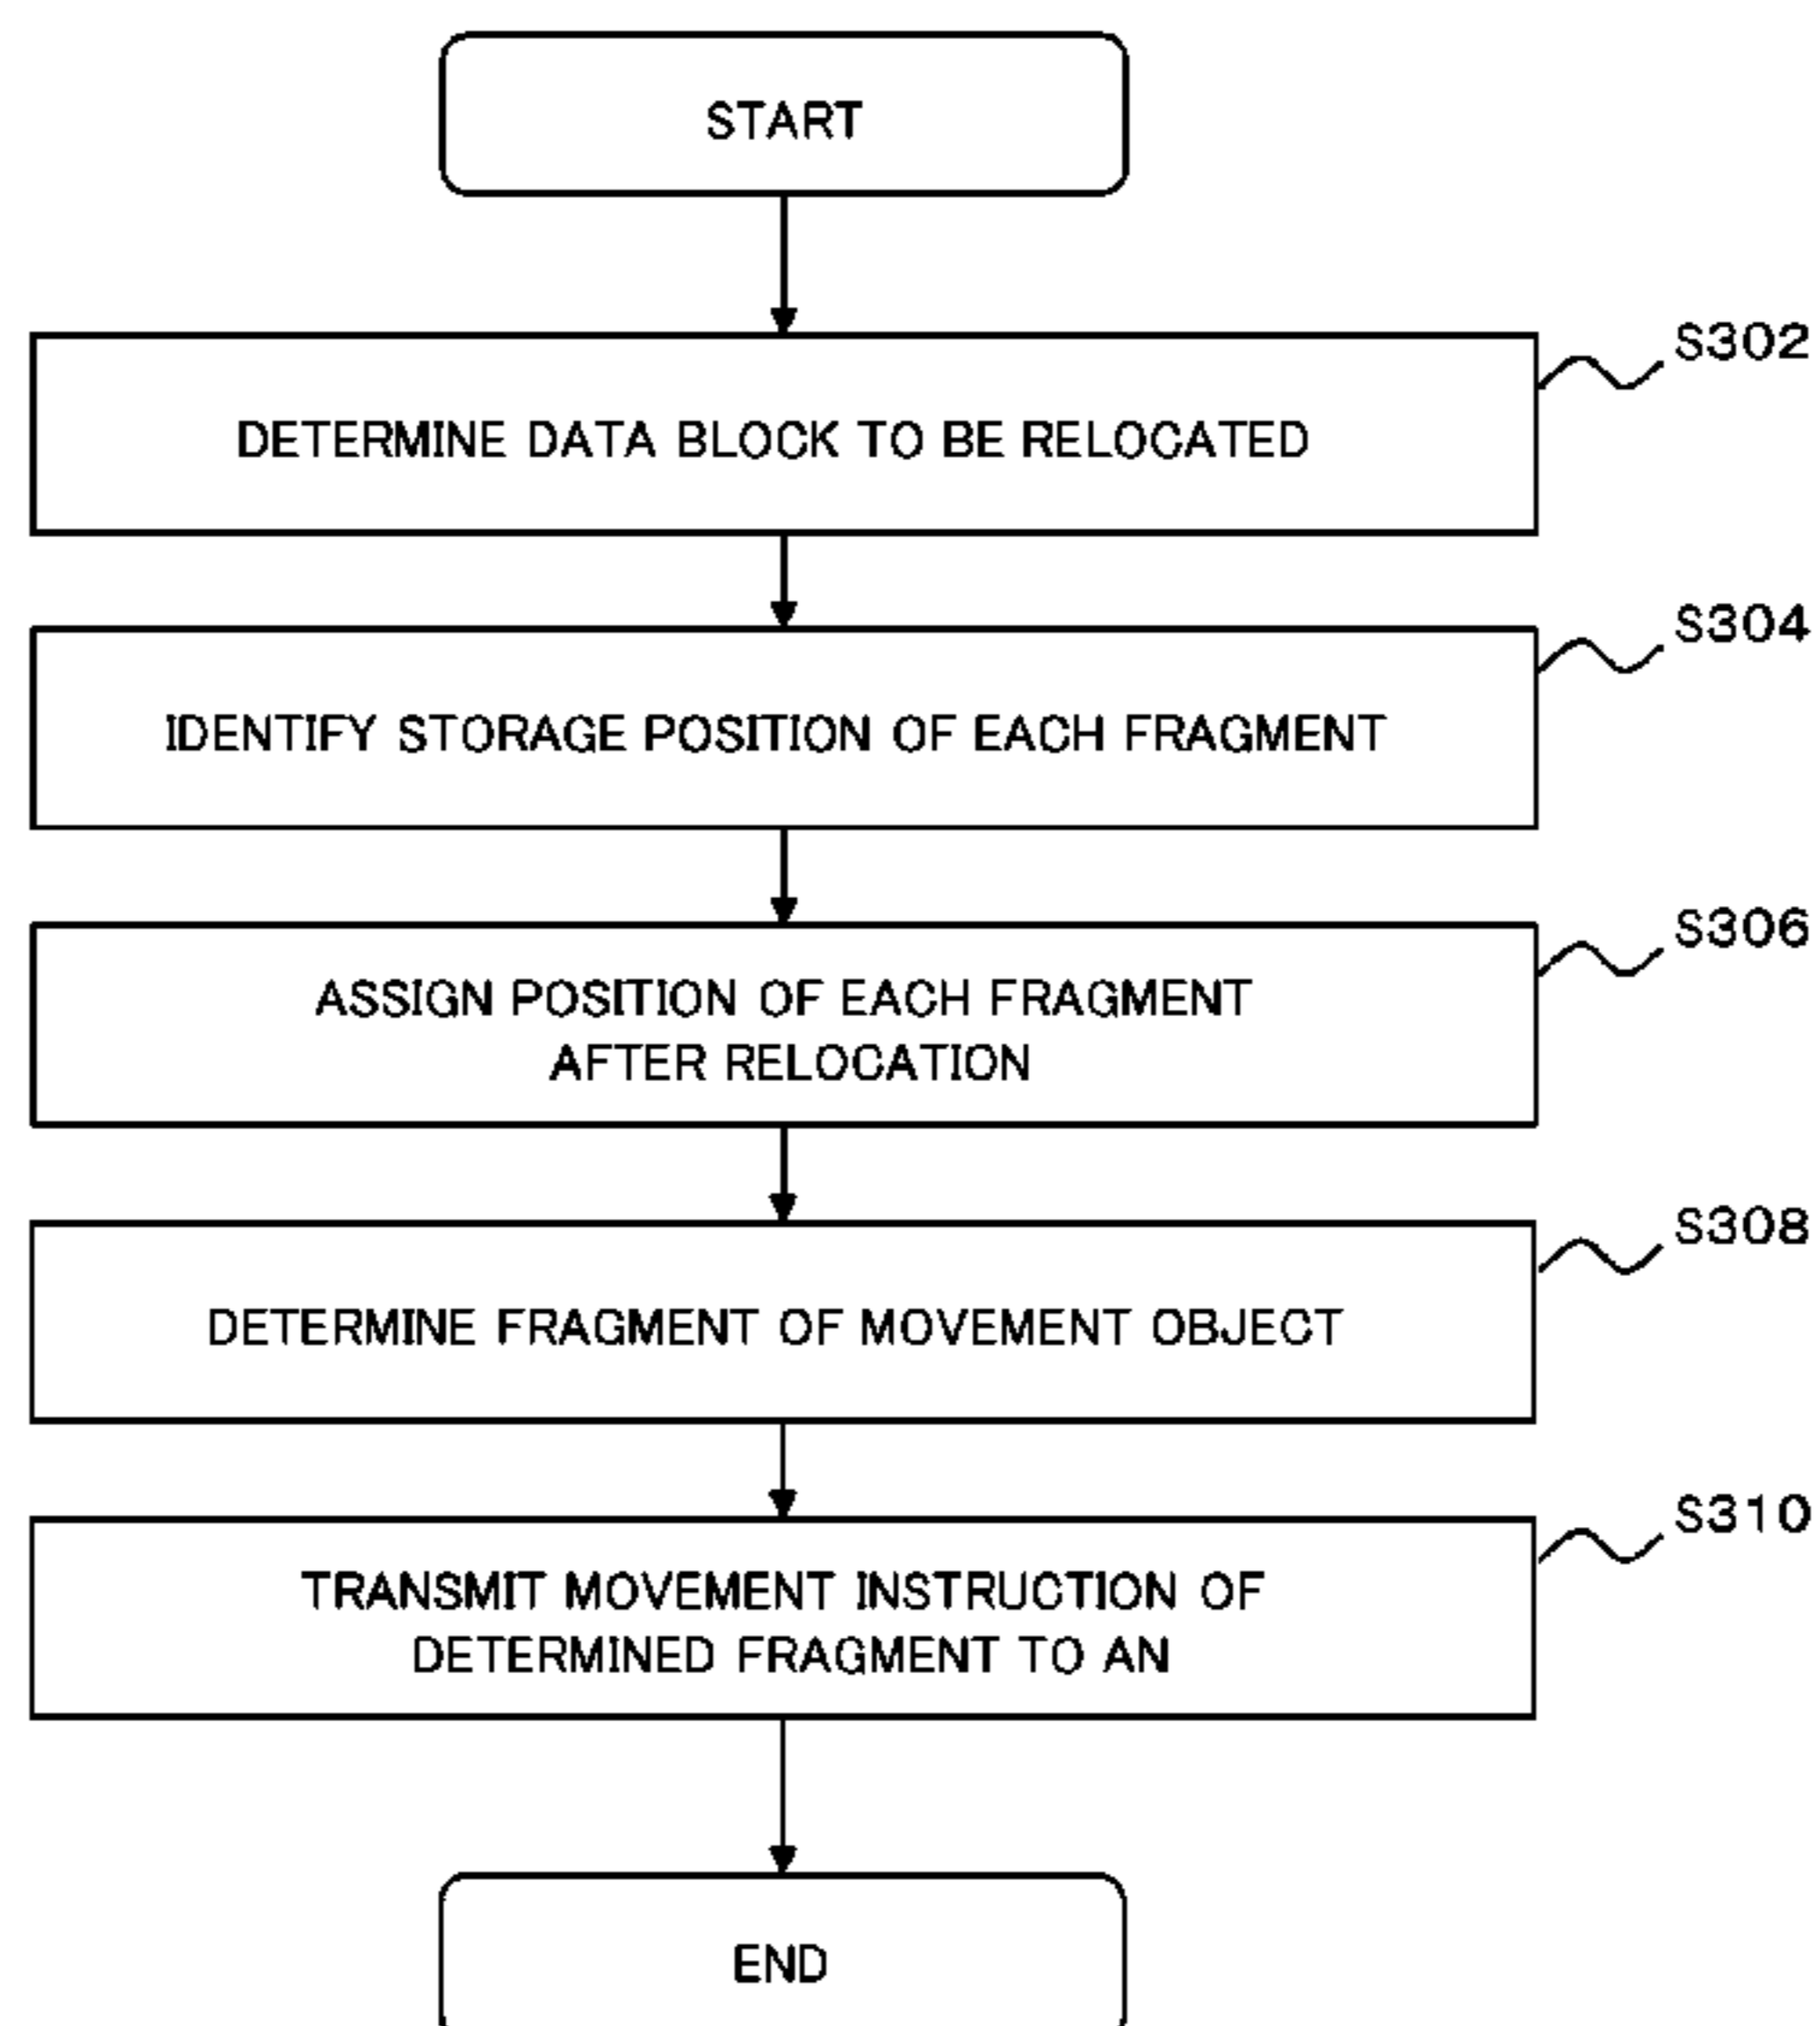 START
S302
DETERMINE DATA BLOCK TO BE RELOCATED
S304
IDENTIFY STORAGE POSITION OF EACH FRAGMENT
S306
ASSIGN POSITION OF EACH FRAGMENT
AFTER RELOCATION
S308
DETERMINE FRAGMENT OF MOVEMENT OBJECT
S310
TRANSMIT MOVEMENT INSTRUCTION OF
DETERMINED FRAGMENT TO AN
END